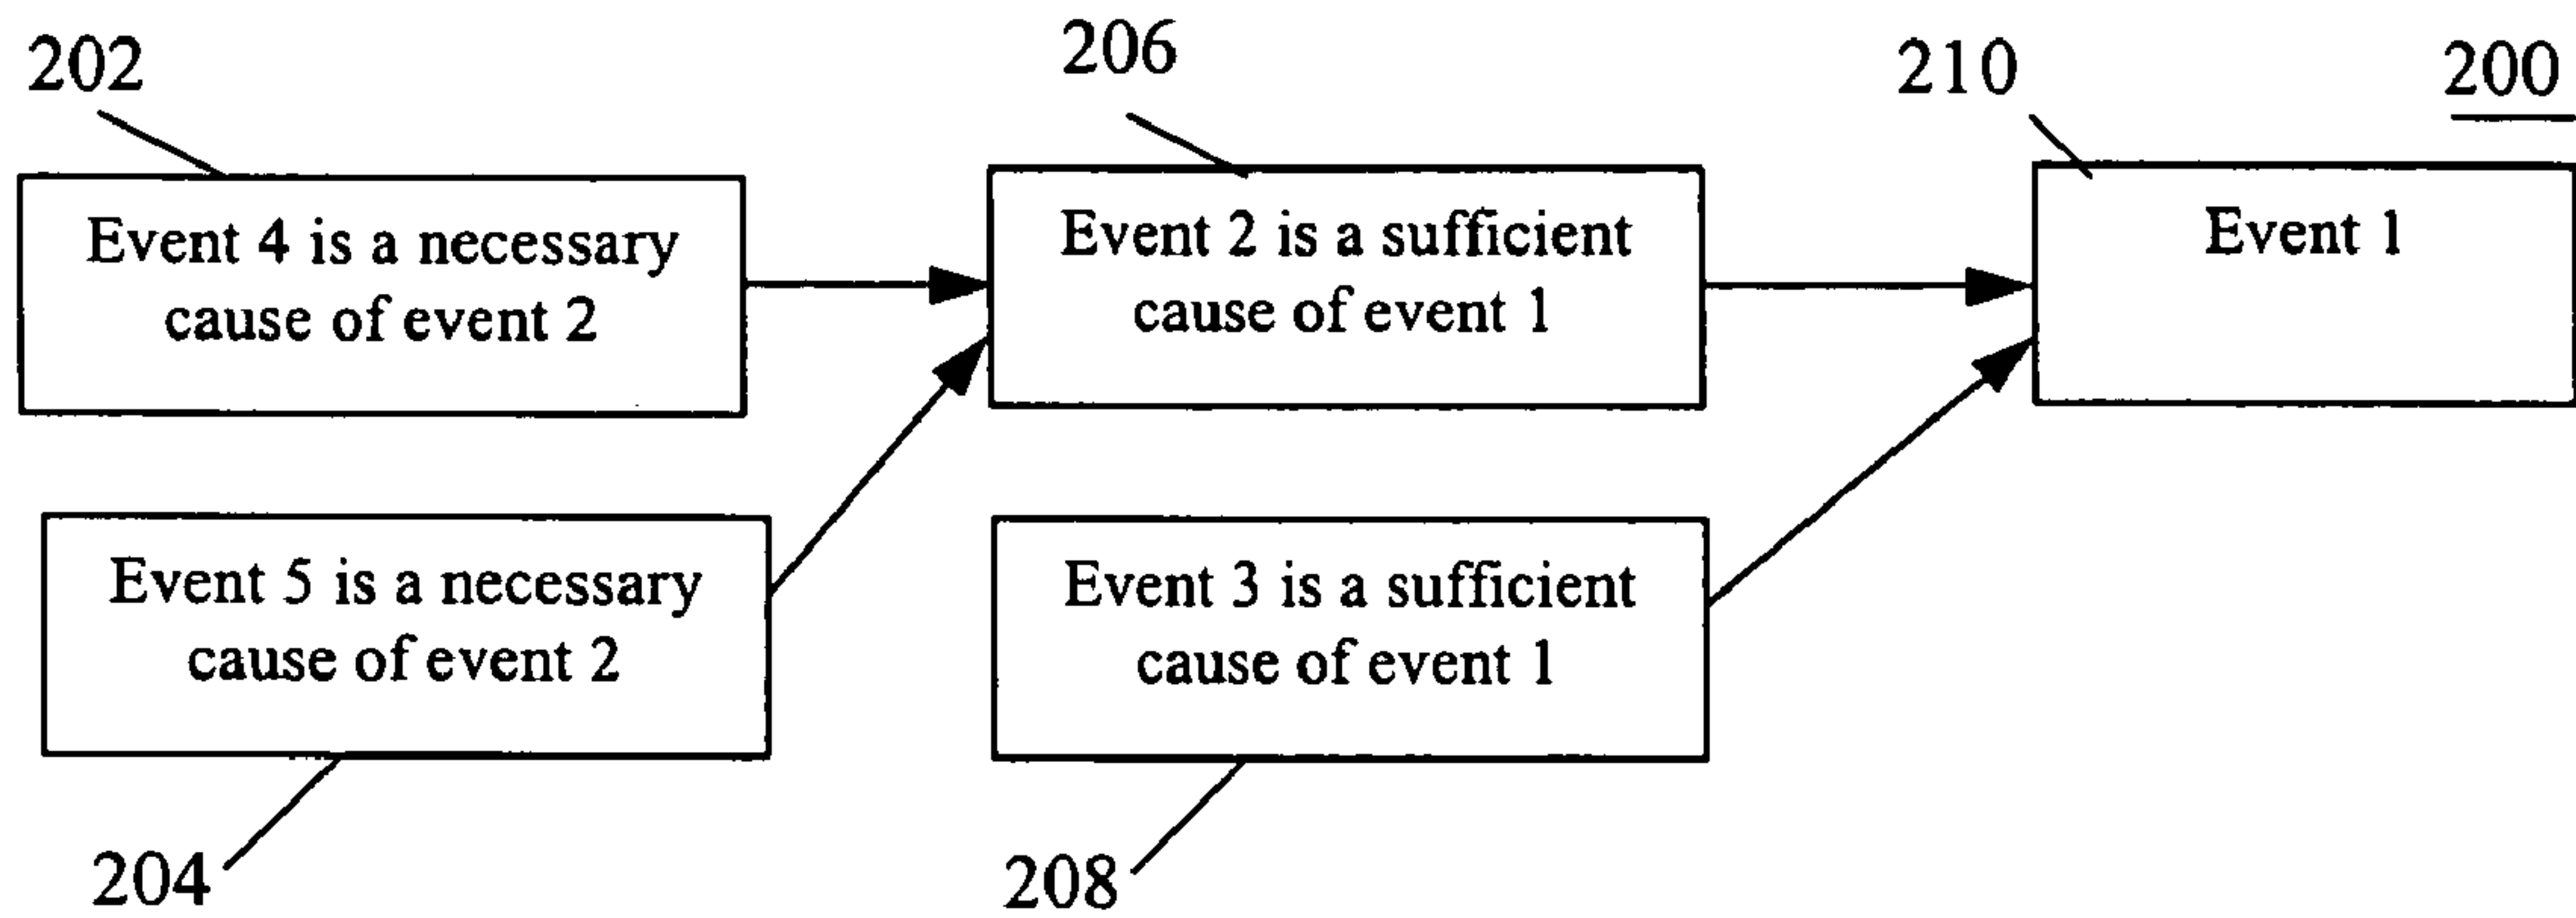 202
206
210
200
Event 4 is a necessary
cause of event 2
Event 2 is a sufficient
cause of event 1
Event 1
Event 5 is a necessary
cause of event 2
Event 3 is a sufficient
cause of event 1
204
208